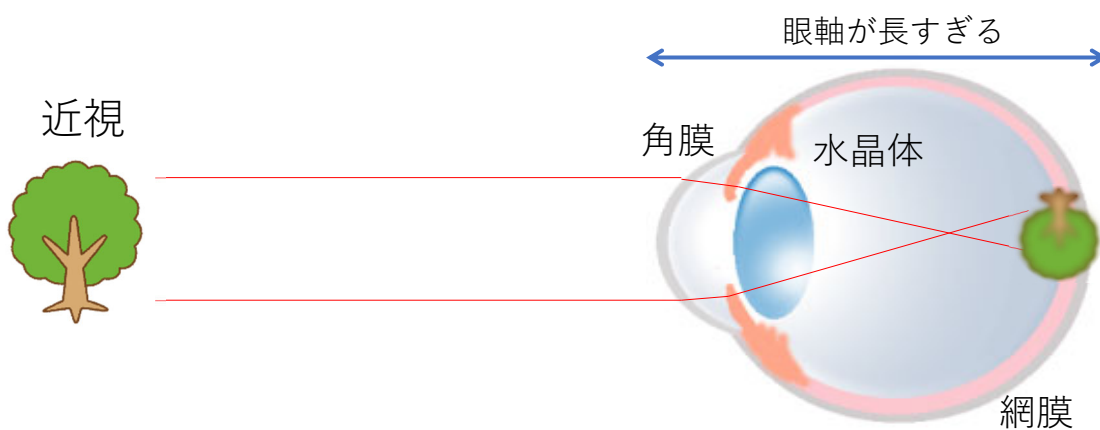 眼軸が長すぎる
近視
角膜
水晶体
網膜